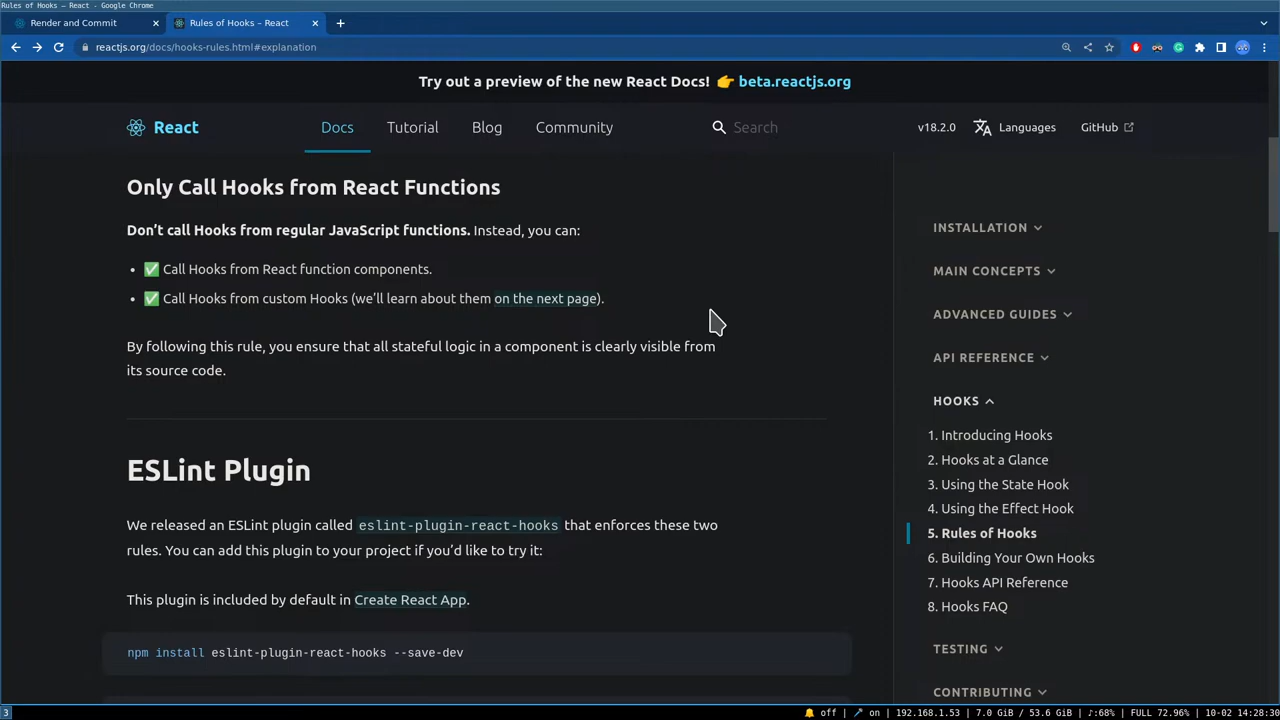 Rules of Hooks – React - Google Chrome
Render and Commit
Rules of Hooks – React
reactjs.org/docs/hooks-rules.html#explanation
Try out a preview of the new React Docs! 👉 beta.reactjs.org
React
Docs
Tutorial
Blog
Community
Search
v18.2.0
Languages
GitHub
Only Call Hooks from React Functions
Don’t call Hooks from regular JavaScript functions. Instead, you can:
• ✅ Call Hooks from React function components.
• ✅ Call Hooks from custom Hooks (we’ll learn about them on the next page).
By following this rule, you ensure that all stateful logic in a component is clearly visible from
its source code.
ESLint Plugin
We released an ESLint plugin called eslint-plugin-react-hooks that enforces these two
rules. You can add this plugin to your project if you’d like to try it:
This plugin is included by default in Create React App.
npm install eslint-plugin-react-hooks --save-dev
INSTALLATION
MAIN CONCEPTS
ADVANCED GUIDES
API REFERENCE
HOOKS
1. Introducing Hooks
2. Hooks at a Glance
3. Using the State Hook
4. Using the Effect Hook
5. Rules of Hooks
6. Building Your Own Hooks
7. Hooks API Reference
8. Hooks FAQ
TESTING
CONTRIBUTING
3
🔔 off | 🎤 on | 192.168.1.53 | 7.0 GiB / 53.6 GiB | ♪:68% | FULL 72.96% | 10-02 14:28:30